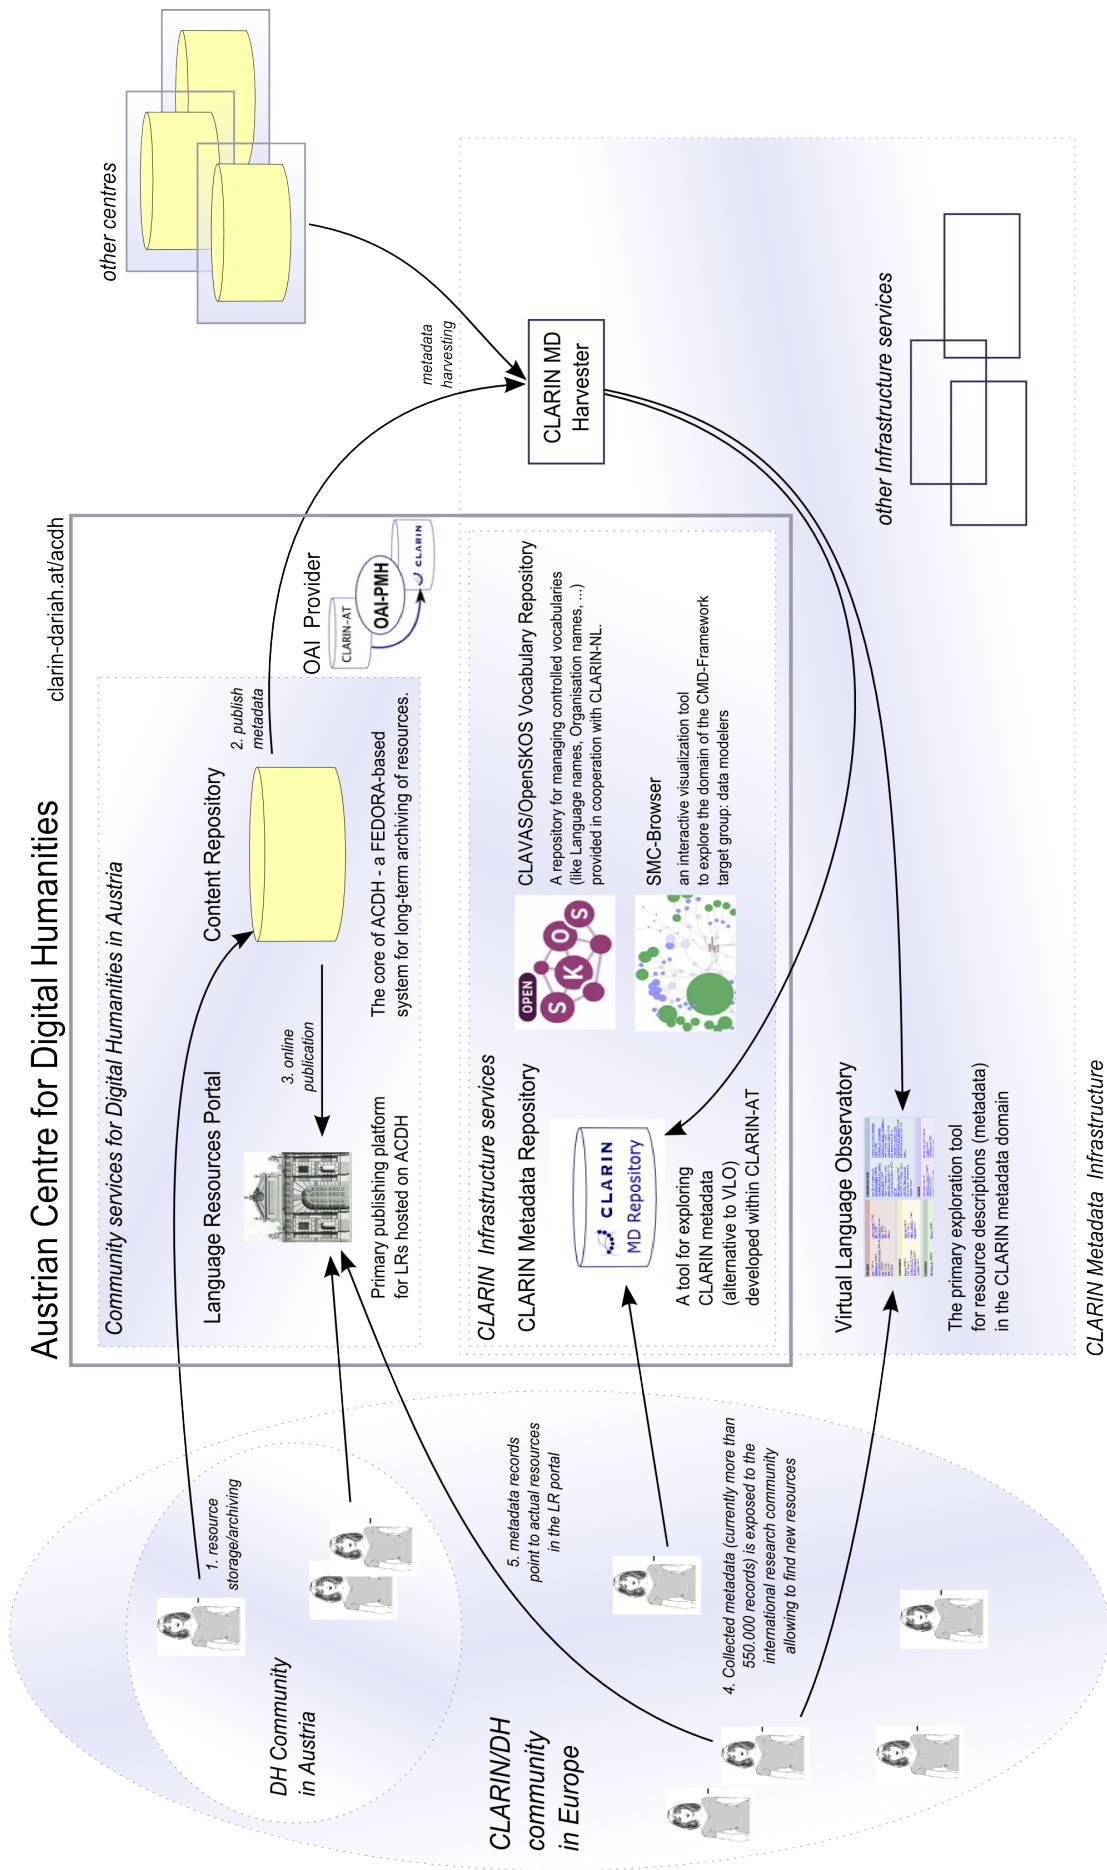 Austrian Centre for Digital Humanities
clarin-dariah.at/acdh
other centres
Community services for Digital Humanities in Austria
Language Resources Portal
Primary publishing platform
for LRs hosted on ACDH
3. online
publication
Content Repository
The core of ACDH - a FEDORA-based
system for long-term archiving of resources.
2. publish
metadata
OAI Provider
CLARIN-AT
OAI-PMH
CLARIN
metadata
harvesting
CLARIN MD
Harvester
CLARIN Infrastructure services
CLARIN Metadata Repository
CLARIN
MD Repository
A tool for exploring
CLARIN metadata
(alternative to VLO)
developed within CLARIN-AT
OPEN
S
K
O
S
CLAVAS/OpenSKOS Vocabulary Repository
A repository for managing controlled vocabularies
(like Language names, Organisation names, ...)
provided in cooperation with CLARIN-NL.
SMC-Browser
an interactive visualization tool
to explore the domain of the CMD-Framework
target group: data modelers
Virtual Language Observatory
The primary exploration tool
for resource descriptions (metadata)
in the CLARIN metadata domain
other Infrastructure services
CLARIN Metadata Infrastructure
1. resource
storage/archiving
DH Community
in Austria
CLARIN/DH
community
in Europe
5. metadata records
point to actual resources
in the LR portal
4. Collected metadata (currently more than
550.000 records) is exposed to the
international research community
allowing to find new resources